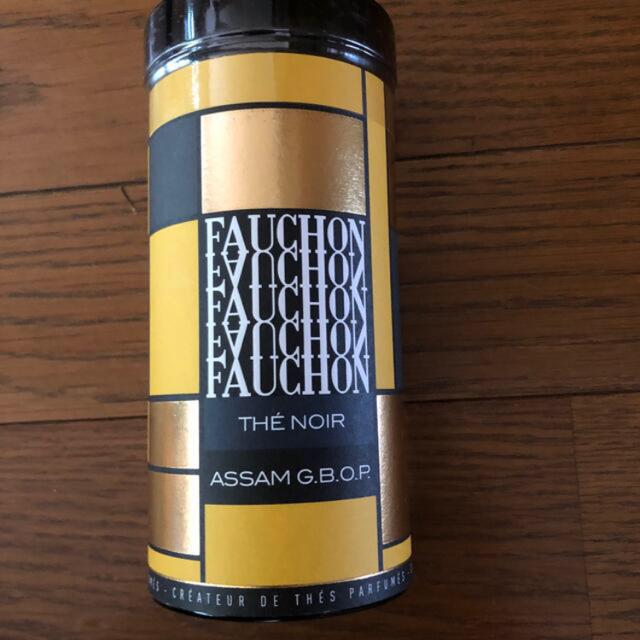 FAUCHON
FAUCHON
FAUCHON
FAUCHON
FAUCHON
THÉ NOIR
ASSAM G.B.O.P.
- CRÉATEUR DE THÉS PARFUMÉS -